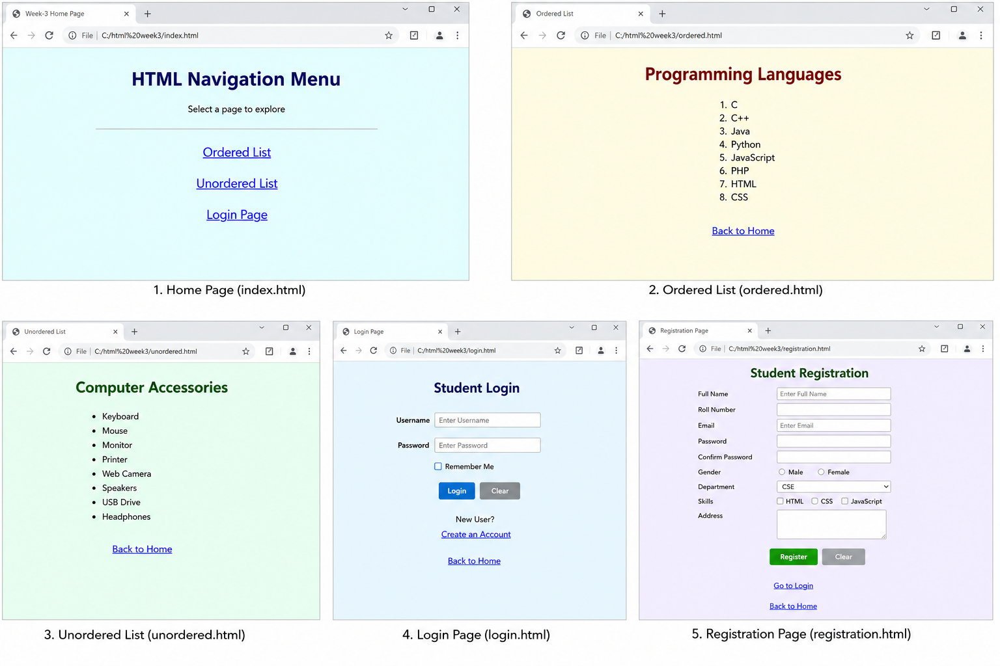 Week-3 Home Page
File C:/html%20week3/index.html
HTML Navigation Menu
Select a page to explore
Ordered List
Unordered List
Login Page
1. Home Page (index.html)
Ordered List
File C:/html%20week3/ordered.html
Programming Languages
1. C
2. C++
3. Java
4. Python
5. JavaScript
6. PHP
7. HTML
8. CSS
Back to Home
2. Ordered List (ordered.html)
Unordered List
File C:/html%20week3/unordered.html
Computer Accessories
• Keyboard
• Mouse
• Monitor
• Printer
• Web Camera
• Speakers
• USB Drive
• Headphones
Back to Home
3. Unordered List (unordered.html)
Login Page
File C:/html%20week3/login.html
Student Login
Username Enter Username
Password Enter Password
Remember Me
Login Clear
New User?
Create an Account
Back to Home
4. Login Page (login.html)
Registration Page
File C:/html%20week3/registration.html
Student Registration
Full Name Enter Full Name
Roll Number
Email Enter Email
Password
Confirm Password
Gender Male Female
Department CSE
Skills HTML CSS JavaScript
Address
Register Clear
Go to Login
Back to Home
5. Registration Page (registration.html)